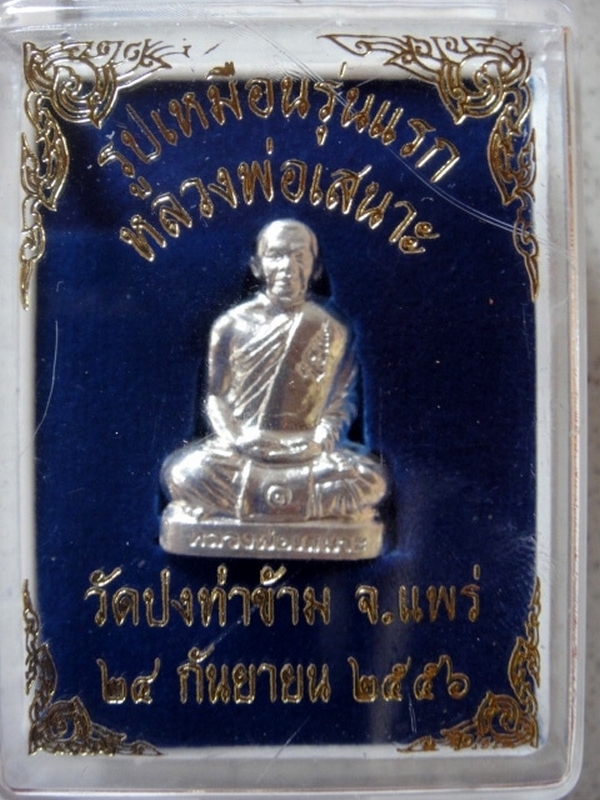 รูปเหมือนรุ่นแรก
หลวงพ่อเสนาะ
หลวงพ่อเสนาะ
วัดปงท่าข้าม จ.แพร่
๒๔ กันยายน ๒๕๕๖